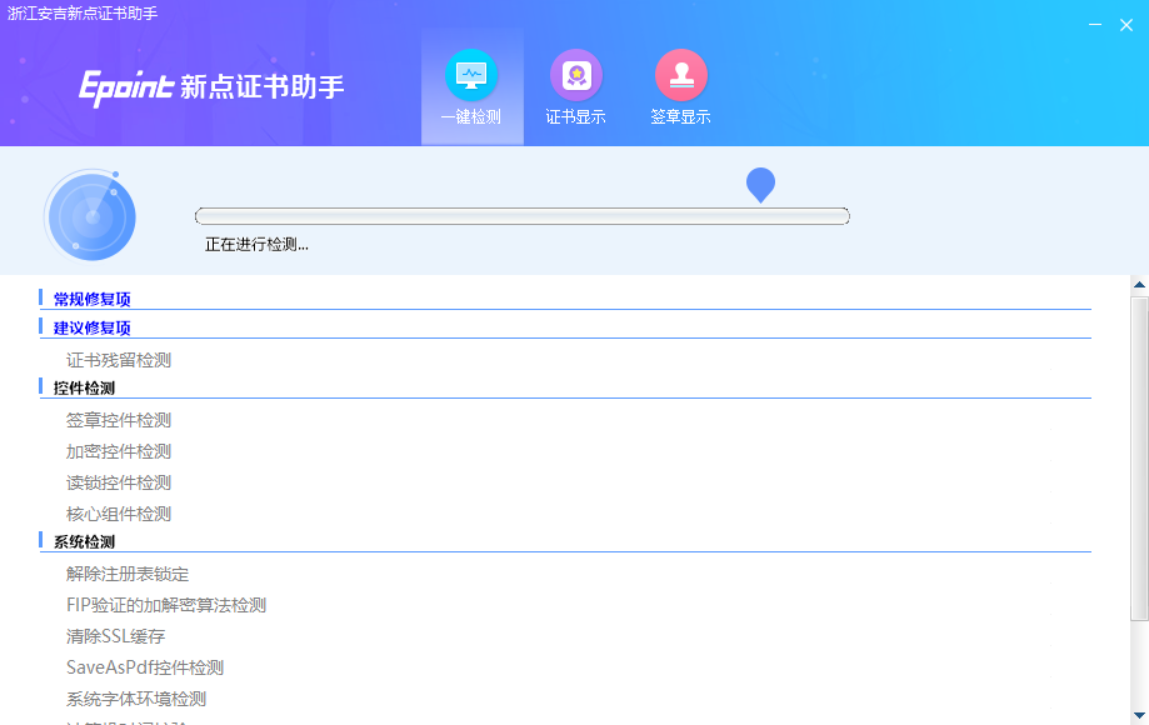 浙江安吉新点证书助手
Epoint 新点证书助手
一键检测
证书显示
签章显示
正在进行检测...
常规修复项
建议修复项
证书残留检测
控件检测
签章控件检测
加密控件检测
读锁控件检测
核心组件检测
系统检测
解除注册表锁定
FIP验证的加解密算法检测
清除SSL缓存
SaveAsPdf控件检测
系统字体环境检测